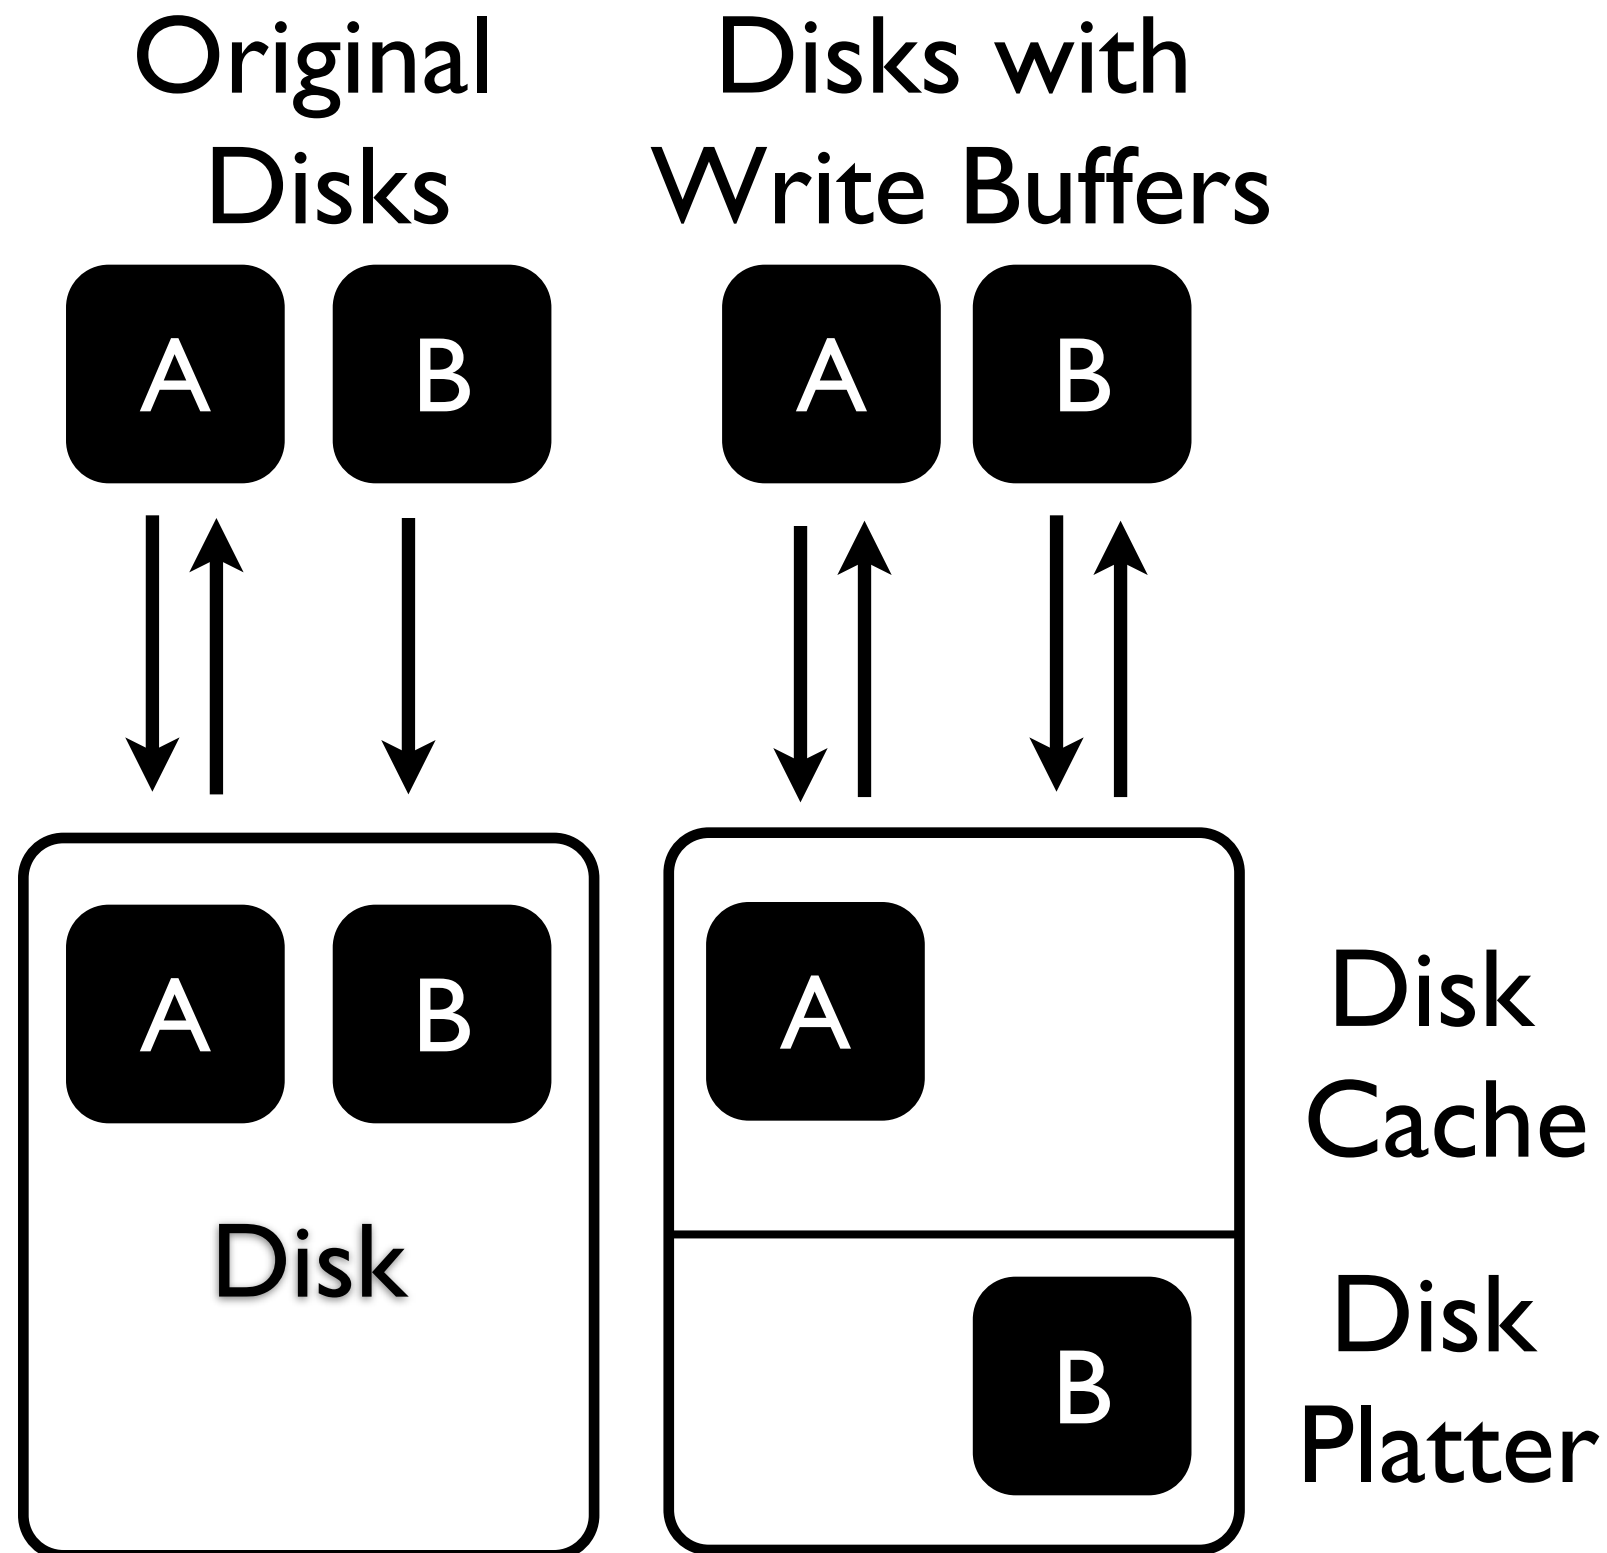 Original
Disks
A B
A B
Disk
Disks with
Write Buffers
A B
A
B
Disk
Cache
Disk
Platter